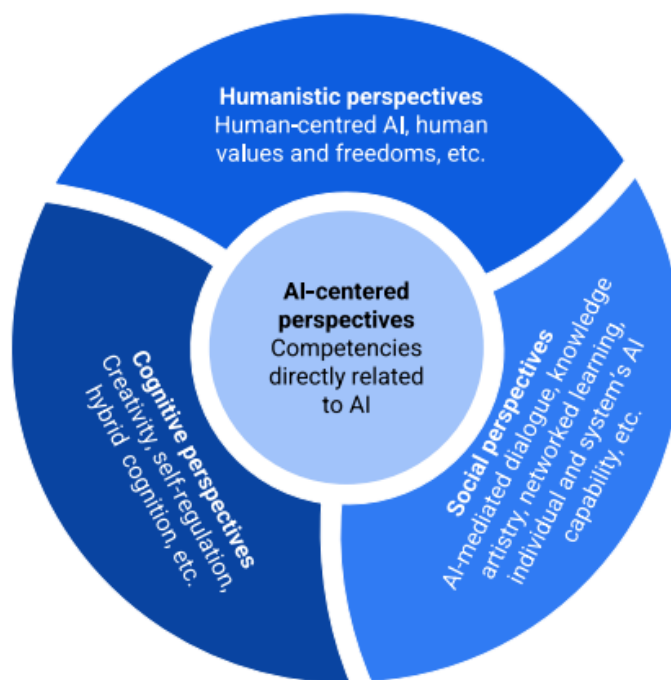 Humanistic perspectives
Human-centred AI, human
values and freedoms, etc.
AI-centered
perspectives
Competencies
directly related
to AI
Cognitive perspectives
Creativity, self-regulation,
hybrid cognition, etc.
Social perspectives
AI-mediated dialogue, knowledge
artistry, networked learning,
individual and system's AI
capability, etc.